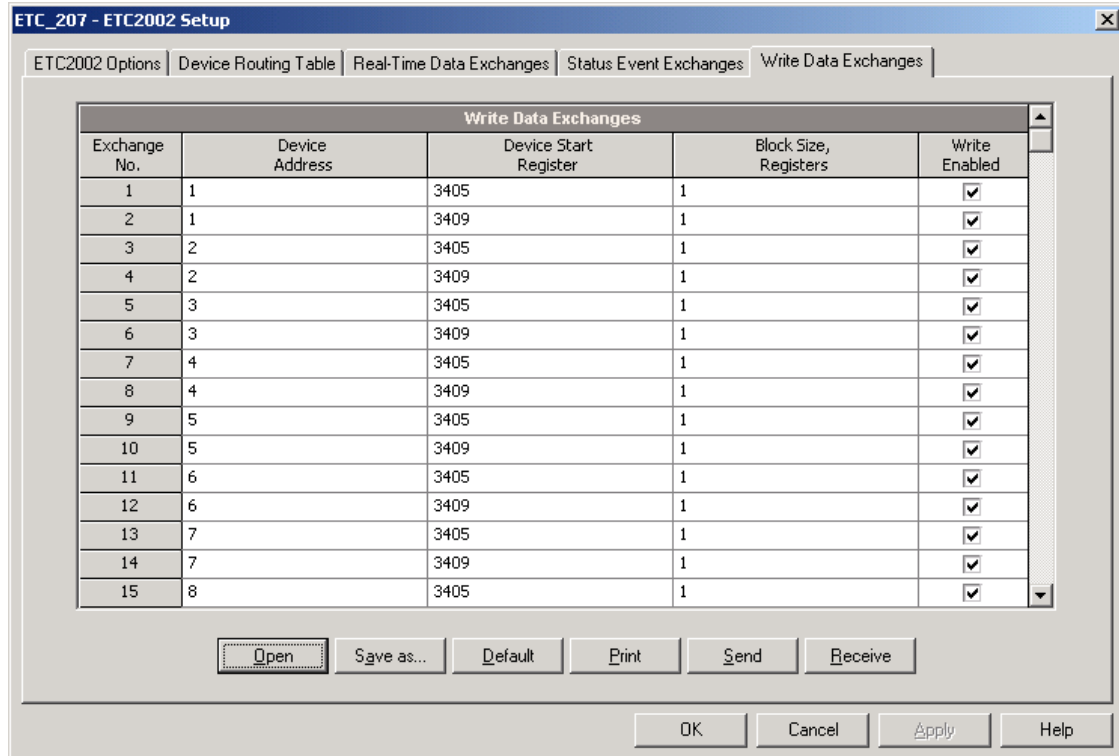 ETC_207 - ETC2002 Setup
ETC2002 Options Device Routing Table Real-Time Data Exchanges Status Event Exchanges Write Data Exchanges
Write Data Exchanges
Exchange No. Device Address Device Start Register Block Size, Registers Write Enabled
1 1 3405 1
2 1 3409 1
3 2 3405 1
4 2 3409 1
5 3 3405 1
6 3 3409 1
7 4 3405 1
8 4 3409 1
9 5 3405 1
10 5 3409 1
11 6 3405 1
12 6 3409 1
13 7 3405 1
14 7 3409 1
15 8 3405 1
Open Save as... Default Print Send Receive
OK Cancel Apply Help